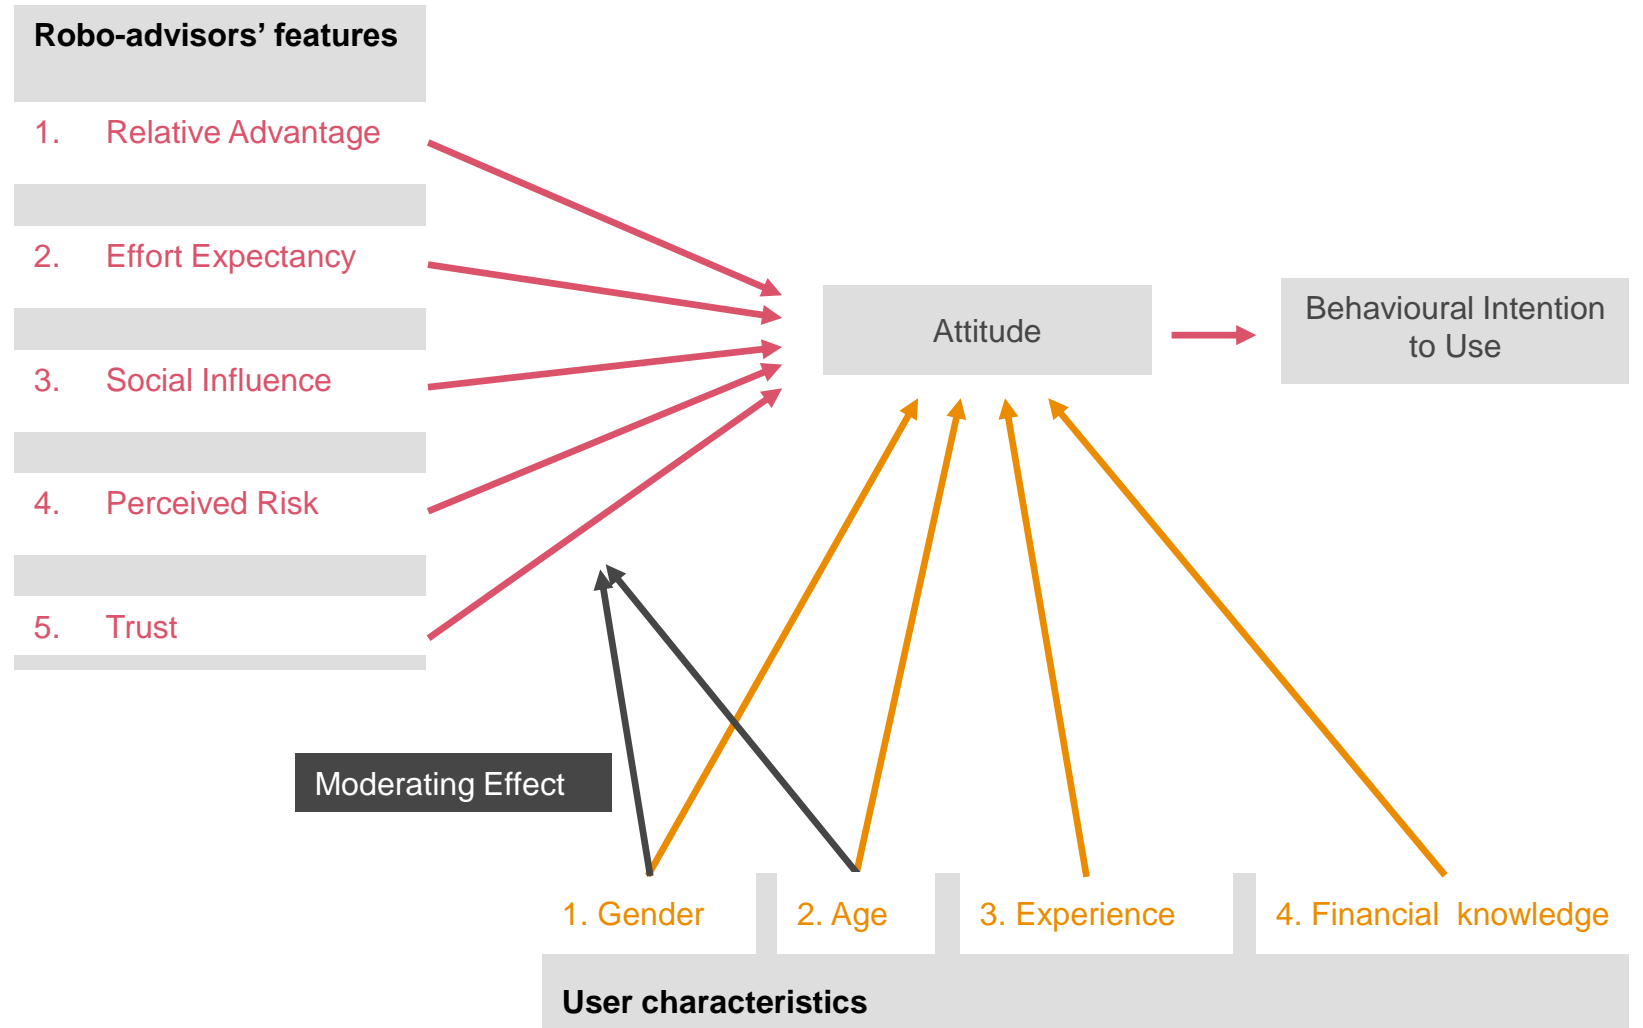 Robo-advisors’ features
1. Relative Advantage
2. Effort Expectancy
3. Social Influence
4. Perceived Risk
5. Trust
Attitude
Behavioural Intention
to Use
Moderating Effect
1. Gender
2. Age
3. Experience
4. Financial knowledge
User characteristics